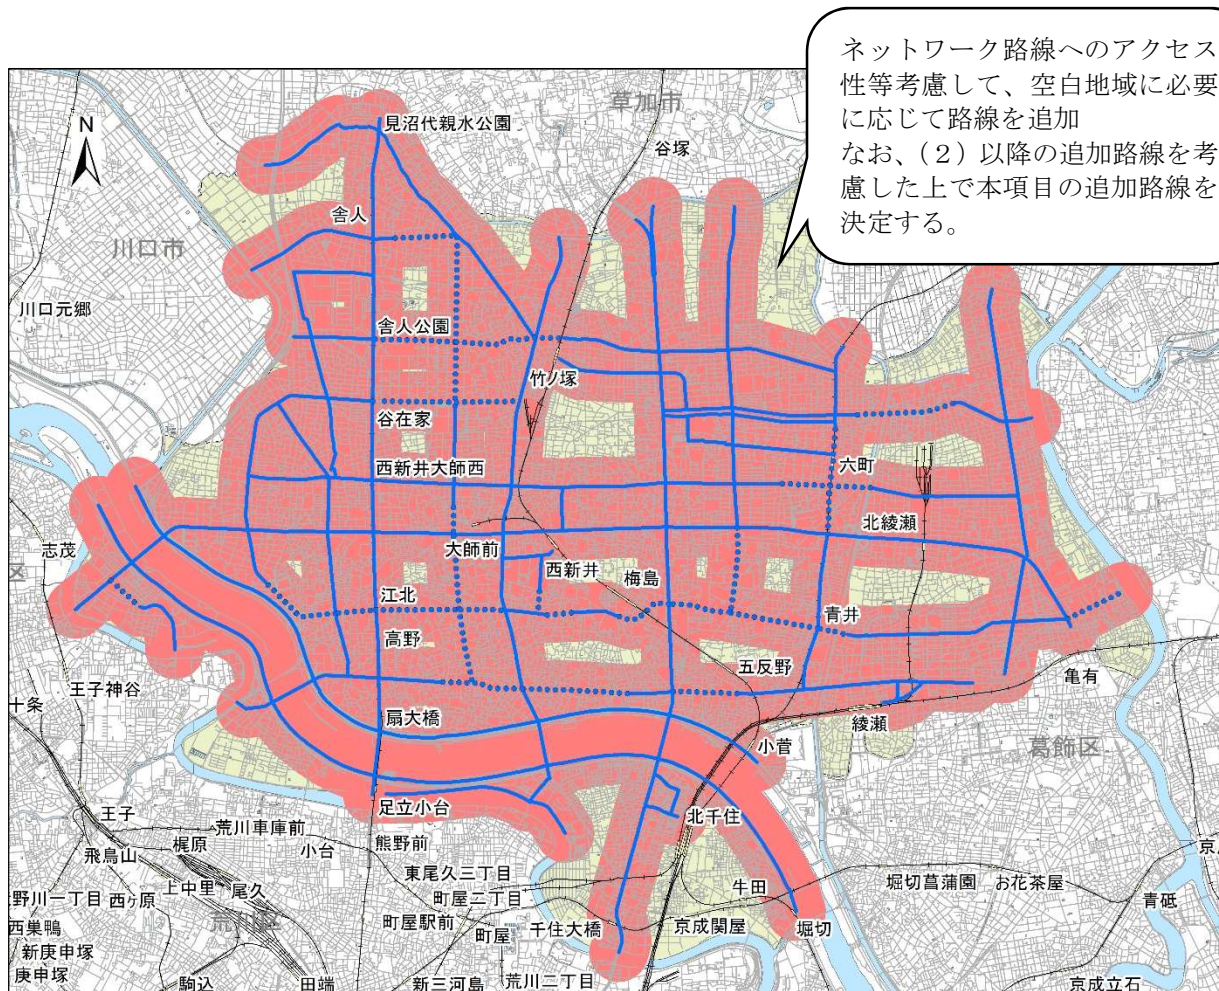 ネットワーク路線へのアクセス
性等考慮して、空白地域に必要
に応じて路線を追加
なお、（2）以降の追加路線を考
慮した上で本項目の追加路線を
決定する。
N
草加市
見沼代親水公園
谷塚
舎人
川口市
川口元郷
舎人公園
竹ノ塚
谷在家
西新井大師西
六町
北綾瀬
志茂
区
大師前
西新井
梅島
江北
青井
高野
五反野
亀有
王子神谷
十条
扇大橋
綾瀬
小菅
葛飾区
足立小台
王子
北千住
荒川車庫前
熊野前
梶原
小台
飛鳥山
東尾久三丁目
上中里
尾久
町屋二丁目
牛田
堀切菖蒲園
お花茶屋
野川一丁目
西ヶ原
荒川区
青砥
西巣鴨
町屋駅前
町屋
千住大橋
京成関屋
堀切
新庚申塚
庚申塚
駒込
田端
新三河島
荒川二丁目
京成立石